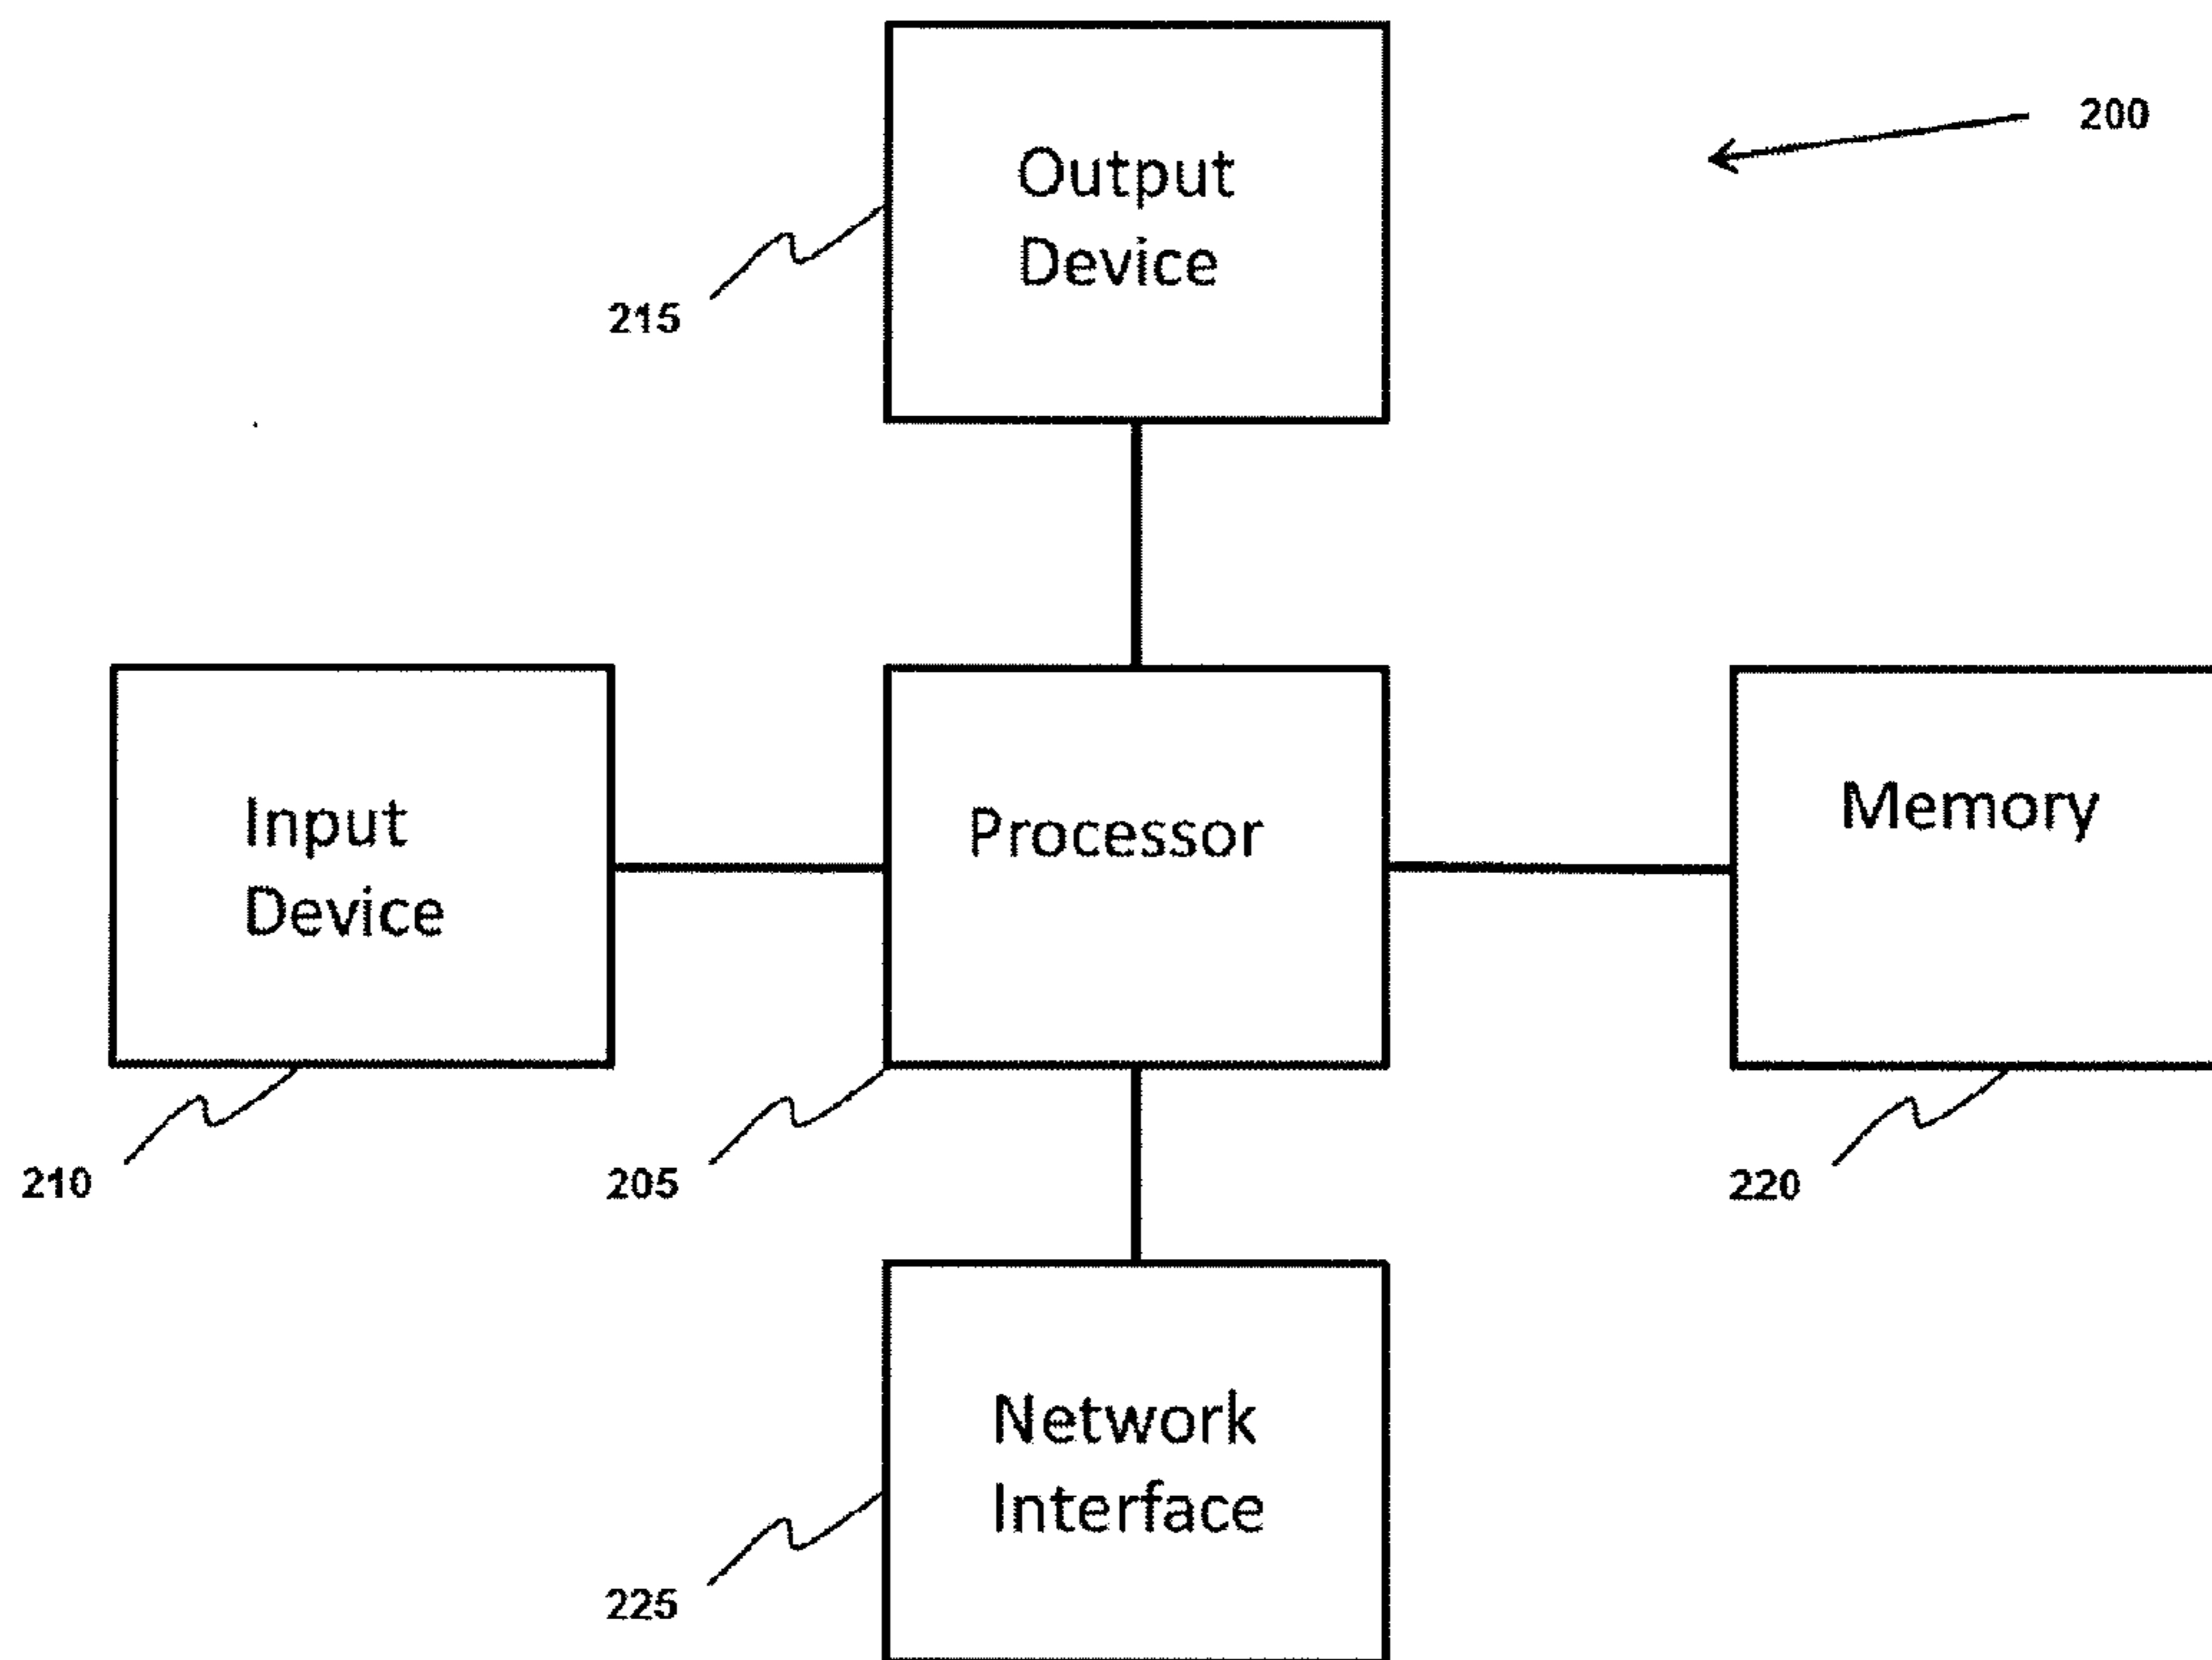 200
Output
Device
215
Input
Device
Processor
Memory
210
205
220
Network
Interface
225